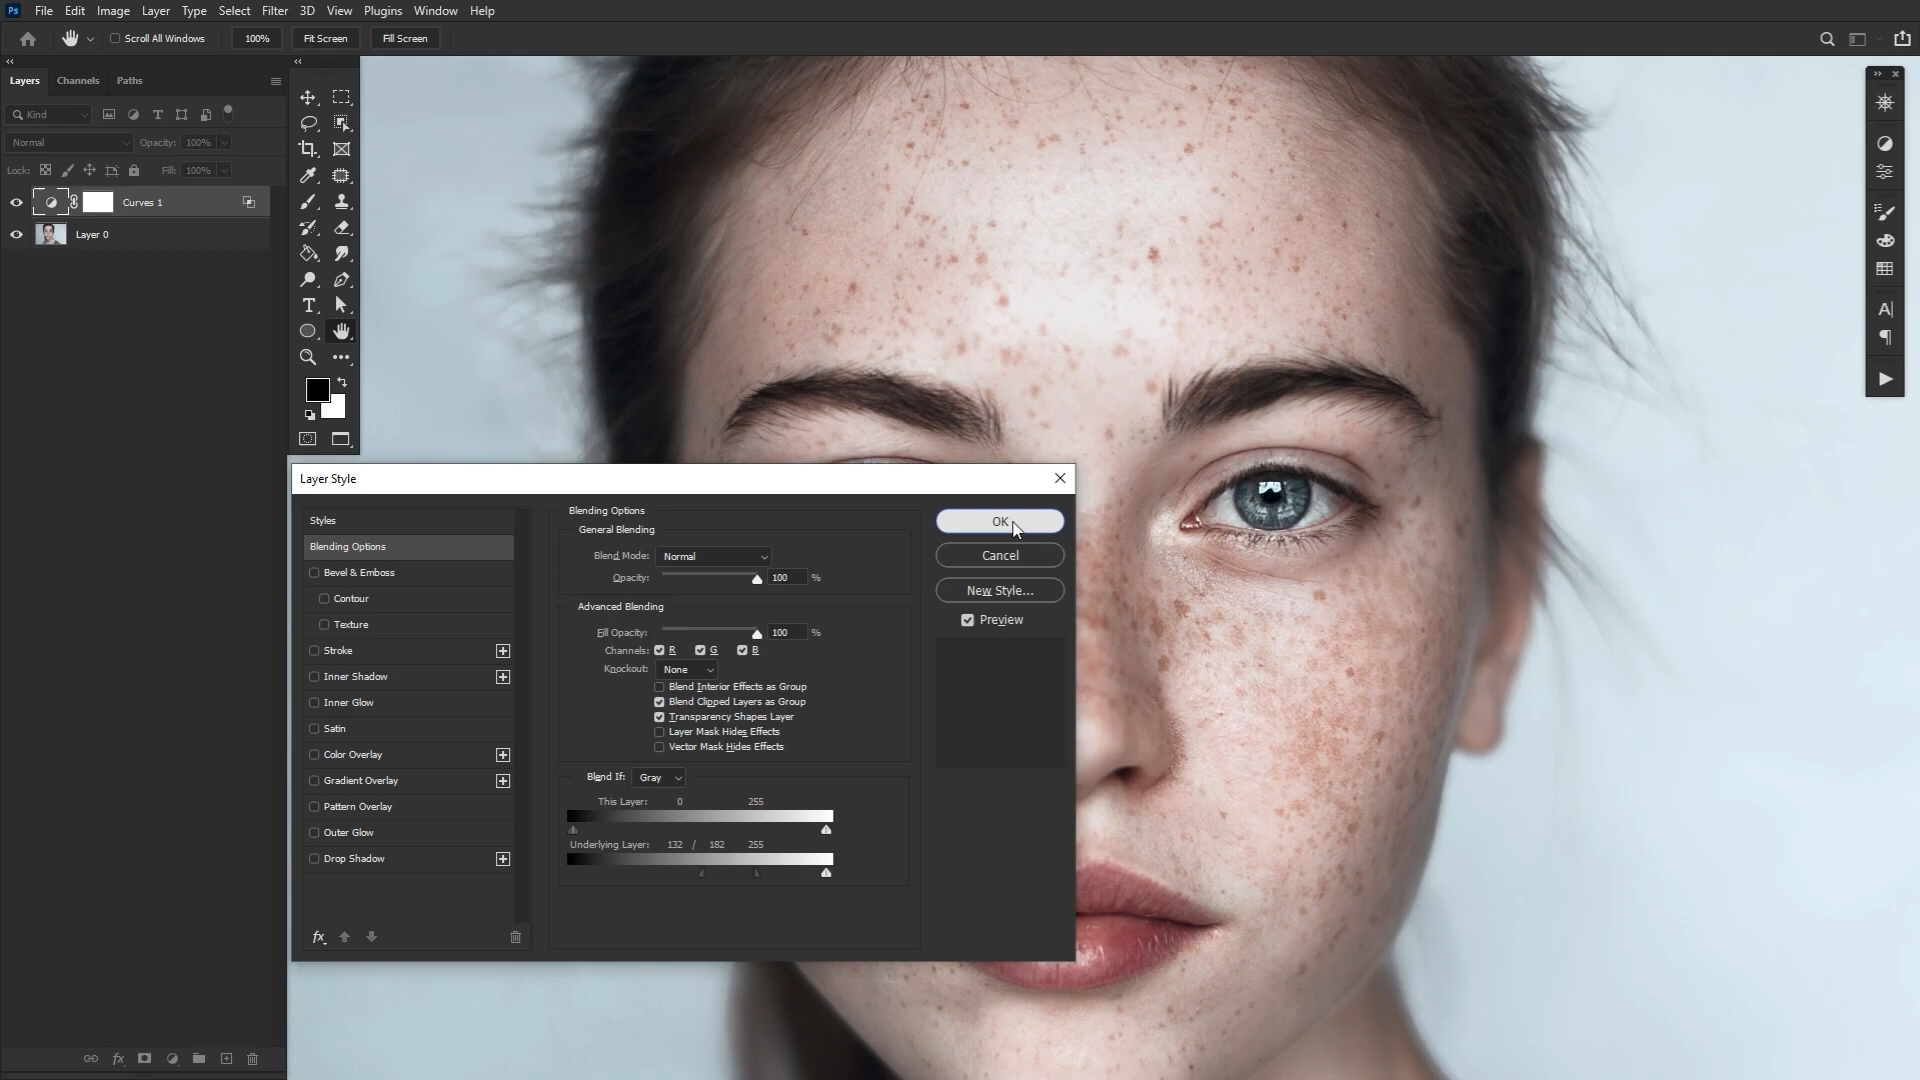 Ps File Edit Image Layer Type Select Filter 3D View Plugins Window Help
Scroll All Windows 100% Fit Screen Fill Screen
Layers Channels Paths
Kind
Normal Opacity: 100%
Lock: Fill: 100%
Curves 1
Layer 0
Layer Style
Styles
Blending Options
Bevel & Emboss
Contour
Texture
Stroke
Inner Shadow
Inner Glow
Satin
Color Overlay
Gradient Overlay
Pattern Overlay
Outer Glow
Drop Shadow
fx
Blending Options
General Blending
Blend Mode: Normal
Opacity: 100 %
Advanced Blending
Fill Opacity: 100 %
Channels: R G B
Knockout: None
Blend Interior Effects as Group
Blend Clipped Layers as Group
Transparency Shapes Layer
Layer Mask Hides Effects
Vector Mask Hides Effects
Blend If: Gray
This Layer: 0 255
Underlying Layer: 132 / 182 255
OK
Cancel
New Style...
Preview
fx